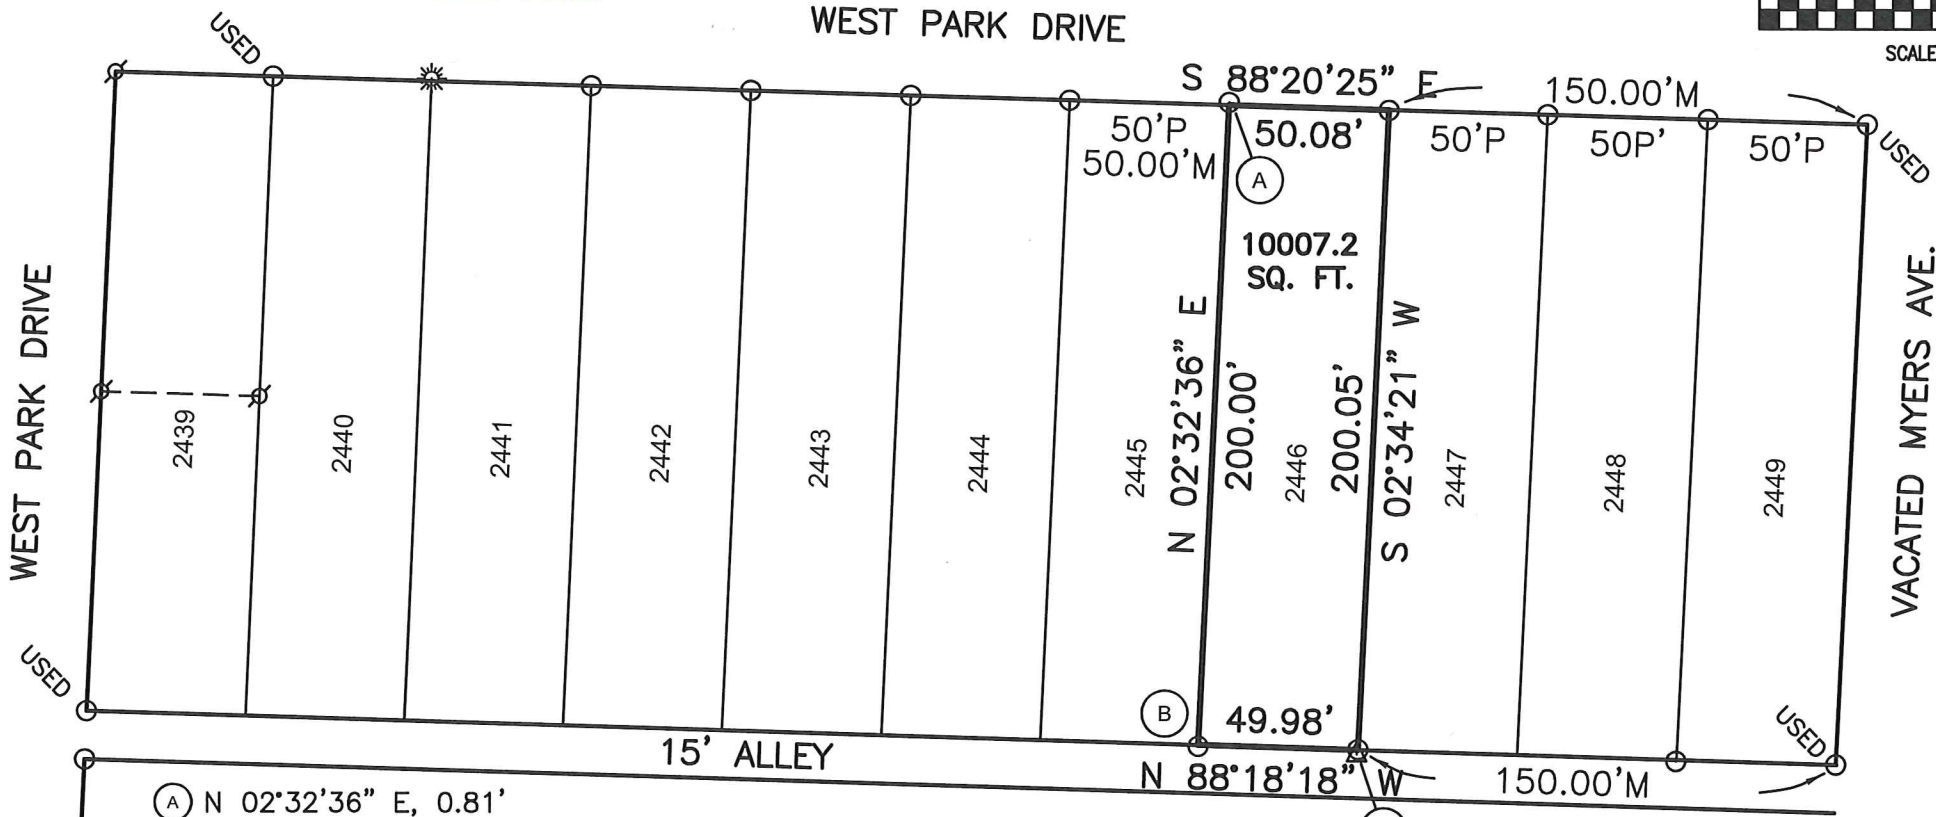 WEST PARK DRIVE
SCALE
USED
S 88°20'25" E
150.00'M
50'P
50.00'M
50.08'
50'P
50P'
50'P
USED
A
10007.2
SQ. FT.
WEST PARK DRIVE
2439
2440
2441
2442
2443
2444
2445
N 02°32'36" E
200.00'
2446
200.05'
S 02°34'21" W
2447
2448
2449
VACATED MYERS AVE.
USED
B
49.98'
USED
15' ALLEY
N 88°18'18" W
150.00'M
A N 02°32'36" E, 0.81'